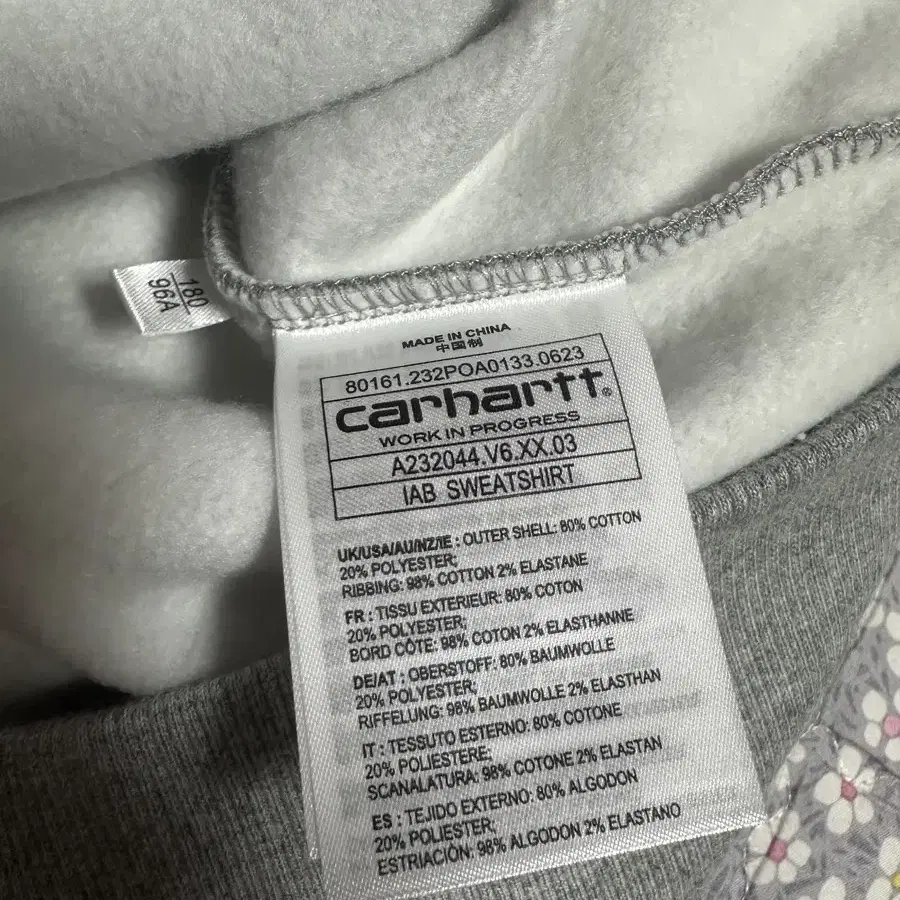 180
96A
MADE IN CHINA
中国制
80161.232POA0133.0623
carhartt®
WORK IN PROGRESS
A232044.V6.XX.03
IAB SWEATSHIRT
UK/USA/AU/NZ/IE : OUTER SHELL: 80% COTTON
20% POLYESTER;
RIBBING: 98% COTTON 2% ELASTANE
FR : TISSU EXTERIEUR: 80% COTON
20% POLYESTER;
BORD CÔTE: 98% COTON 2% ELASTHANNE
DE/AT : OBERSTOFF: 80% BAUMWOLLE
20% POLYESTER;
RIFFELUNG: 98% BAUMWOLLE 2% ELASTHAN
IT : TESSUTO ESTERNO: 80% COTONE
20% POLIESTERE;
SCANALATURA: 98% COTONE 2% ELASTAN
ES : TEJIDO EXTERNO: 80% ALGODON
20% POLIESTER;
ESTRIACIÓN: 98% ALGODON 2% ELASTANO